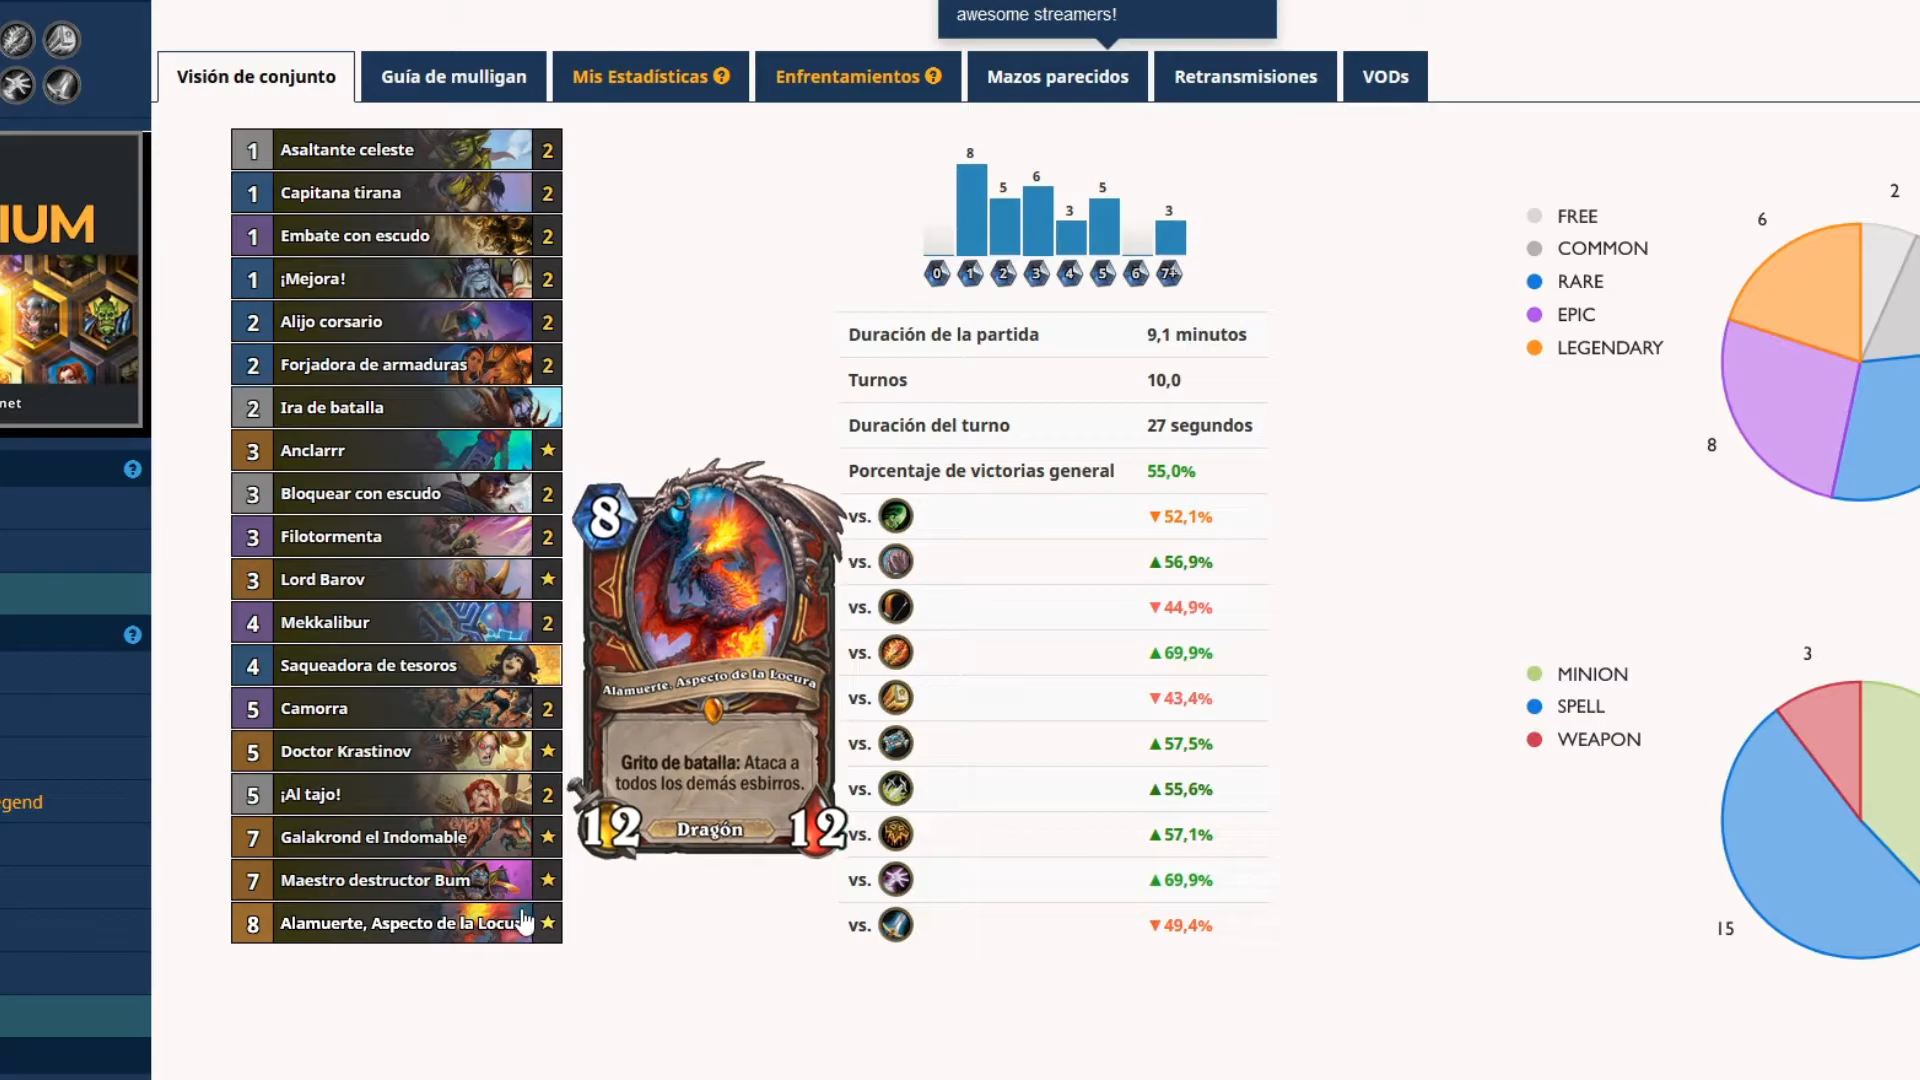 awesome streamers!
Visión de conjunto
Guía de mulligan
Mis Estadísticas ?
Enfrentamientos ?
Mazos parecidos
Retransmisiones
VODs
IUM
net
?
?
egend
1 Asaltante celeste 2
1 Capitana tirana 2
1 Embate con escudo 2
1 ¡Mejora! 2
2 Alijo corsario 2
2 Forjadora de armaduras 2
2 Ira de batalla
3 Anclarrr ★
3 Bloquear con escudo 2
3 Filotormenta 2
3 Lord Barov ★
4 Mekkalibur 2
4 Saqueadora de tesoros
5 Camorra 2
5 Doctor Krastinov ★
5 ¡Al tajo! 2
7 Galakrond el Indomable ★
7 Maestro destructor Bum ★
8 Alamuerte, Aspecto de la Locu ★
8
Alamuerte, Aspecto de la Locura
Grito de batalla: Ataca a
todos los demás esbirros.
12 Dragón 12
8 5 6 3 5 3
0 1 2 3 4 5 6 7+
Duración de la partida 9,1 minutos
Turnos 10,0
Duración del turno 27 segundos
Porcentaje de victorias general 55,0%
vs. ▼52,1%
vs. ▲56,9%
vs. ▼44,9%
vs. ▲69,9%
vs. ▼43,4%
vs. ▲57,5%
vs. ▲55,6%
vs. ▲57,1%
vs. ▲69,9%
vs. ▼49,4%
FREE
COMMON
RARE
EPIC
LEGENDARY
2
6
8
MINION
SPELL
WEAPON
3
15